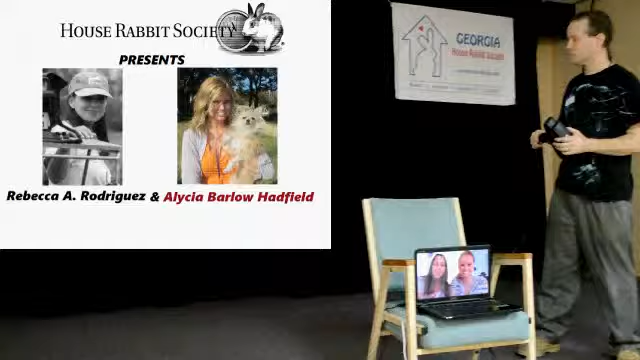 HOUSE RABBIT SOCIETY
PRESENTS
Rebecca A. Rodriguez & Alycia Barlow Hadfield
GEORGIA
House Rabbit Society